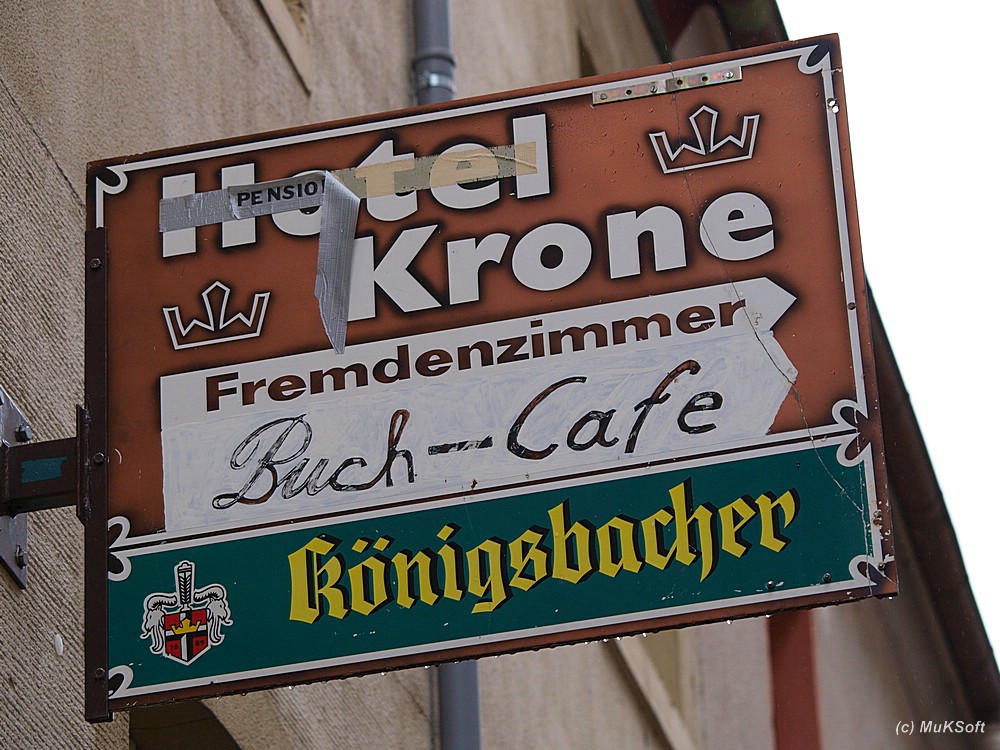 Hotel
PENSIO
Krone
Fremdenzimmer
Buch-Cafe
Königsbacher
(c) MuKSoft